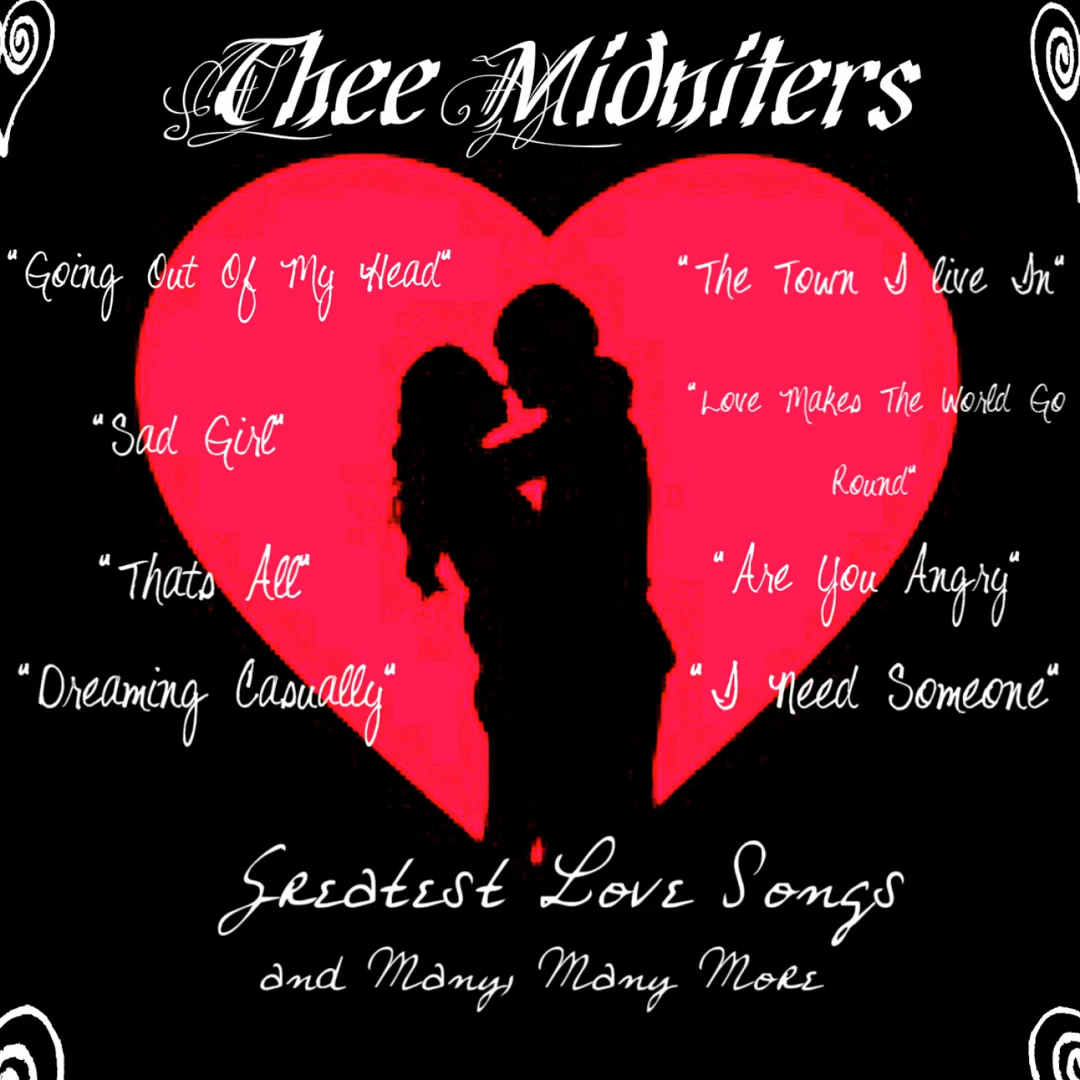 Thee Midniters
"Going Out Of My Head"
"Sad Girl"
"Thats All"
"Dreaming Casually"
"The Town I live In"
"Love Makes The World Go
Round"
"Are You Angry"
"I Need Someone"
Greatest Love Songs
and Many, Many More